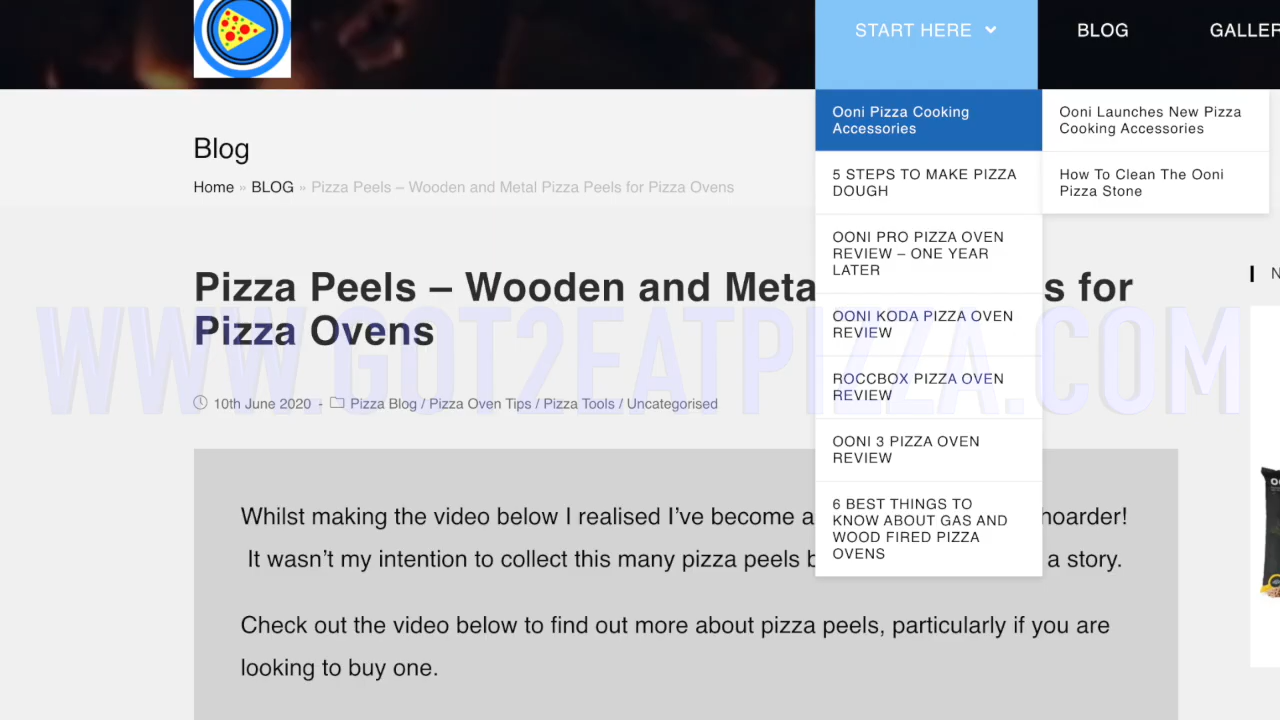 START HERE
BLOG
GALLER
Ooni Pizza Cooking
Accessories
Ooni Launches New Pizza
Cooking Accessories
5 STEPS TO MAKE PIZZA
DOUGH
How To Clean The Ooni
Pizza Stone
OONI PRO PIZZA OVEN
REVIEW – ONE YEAR
LATER
OONI KODA PIZZA OVEN
REVIEW
ROCCBOX PIZZA OVEN
REVIEW
OONI 3 PIZZA OVEN
REVIEW
6 BEST THINGS TO
KNOW ABOUT GAS AND
WOOD FIRED PIZZA
OVENS
Blog
Home » BLOG » Pizza Peels – Wooden and Metal Pizza Peels for Pizza Ovens
Pizza Peels – Wooden and Meta s for
Pizza Ovens
WWW.GOT2EATPIZZA.COM
10th June 2020 - Pizza Blog / Pizza Oven Tips / Pizza Tools / Uncategorised
Whilst making the video below I realised I’ve become a hoarder!
It wasn’t my intention to collect this many pizza peels b a story.
Check out the video below to find out more about pizza peels, particularly if you are
looking to buy one.
N